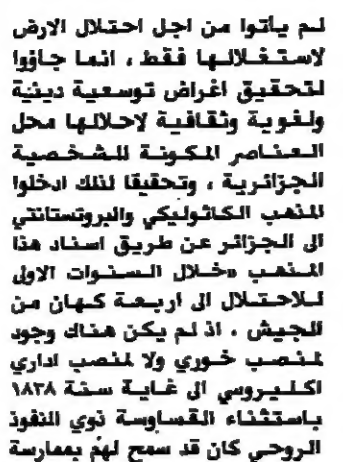 لم يأتوا من اجل احتلال الارض
لاستغلالها فقط ، انما جاؤوا
لتحقيق اغراض توسعية دينية
ولغوية وثقافية لاحلالها محل
العناصر المكونة للشخصية
الجزائرية ، وتحقيقا لذلك ادخلوا
المذهب الكاثوليكي والبروتستانتي
الى الجزائر عن طريق اسناد هذا
المذهب «خلال السنوات الاولى
للاحتلال الى اربعة كهان من
الجيش ، اذ لم يكن هناك وجود
لمنصب خوري ولا لمنصب اداري
اكليروسي الى غاية سنة ١٨٣٨
باستثناء القساوسة ذوي النفوذ
الروحي كان قد سمح لهم بممارسة